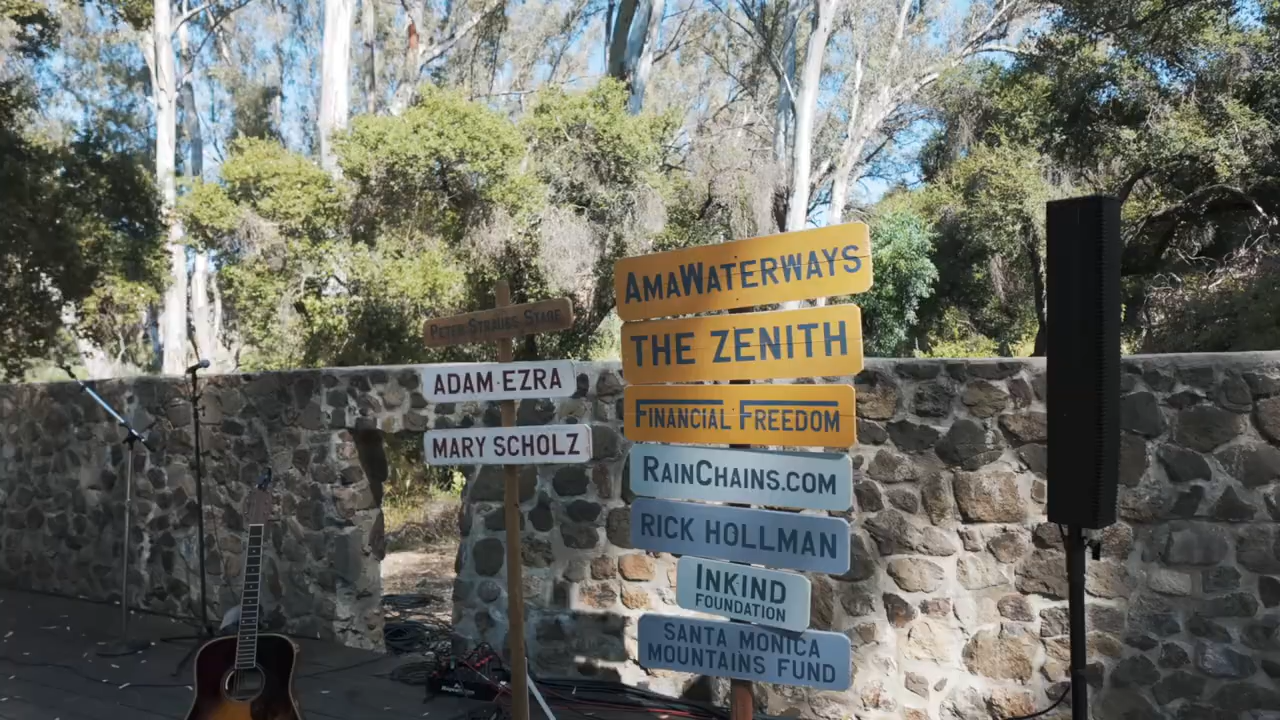 PETER STRAUSS STAGE
ADAM EZRA
MARY SCHOLZ
AMAWATERWAYS
THE ZENITH
FINANCIAL FREEDOM
RAINCHAINS.COM
RICK HOLLMAN
INKIND
FOUNDATION
SANTA MONICA
MOUNTAINS FUND